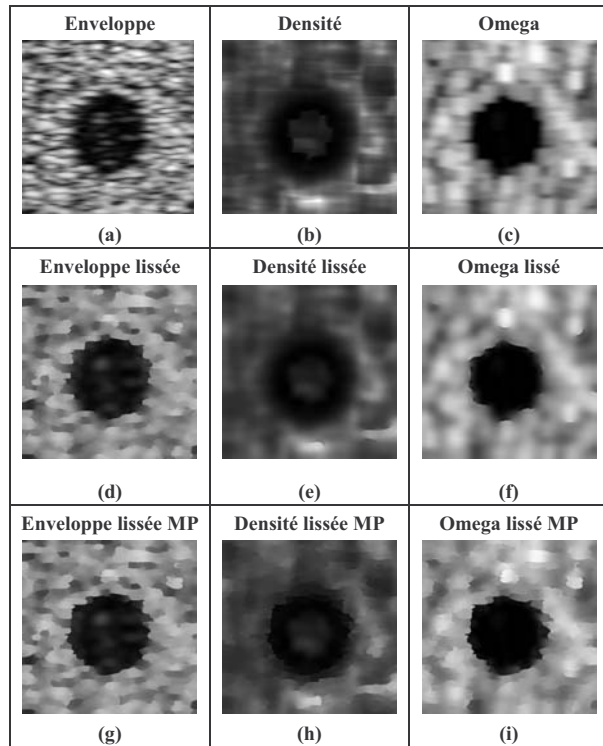 Enveloppe
Densité
Omega
(a)
(b)
(c)
Enveloppe lissée
Densité lissée
Omega lissé
(d)
(e)
(f)
Enveloppe lissée MP
Densité lissée MP
Omega lissé MP
(g)
(h)
(i)